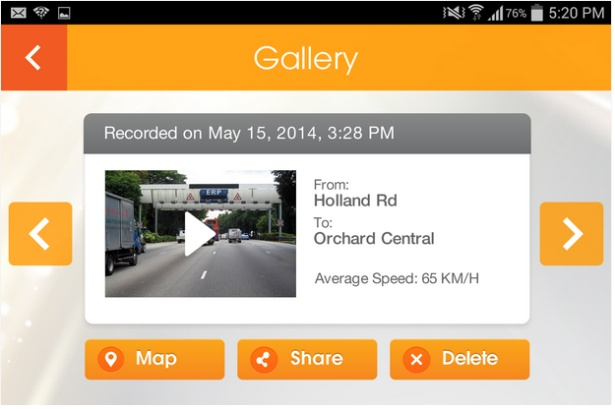 76% 5:20 PM
Gallery
Recorded on May 15, 2014, 3:28 PM
ERP
From:
Holland Rd
To:
Orchard Central
Average Speed: 65 KM/H
Map
Share
Delete